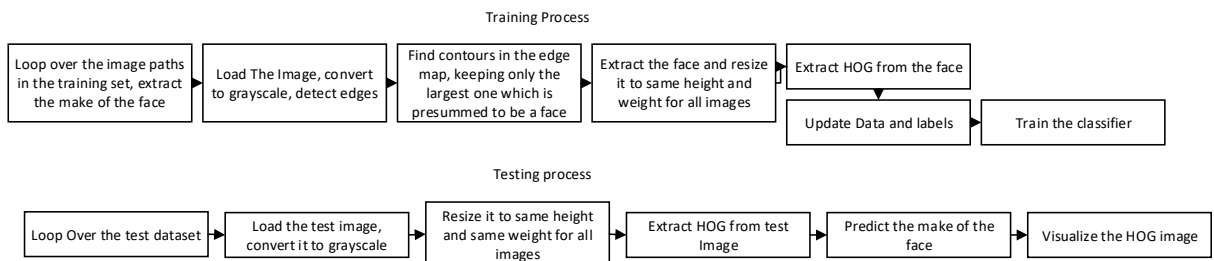 Training Process
Loop over the image paths
in the training set, extract
the make of the face
Load The Image, convert
to grayscale, detect edges
Find contours in the edge
map, keeping only the
largest one which is
presummed to be a face
Extract the face and resize
it to same height and
weight for all images
Extract HOG from the face
Update Data and labels
Train the classifier
Testing process
Loop Over the test dataset
Load the test image,
convert it to grayscale
Resize it to same height
and same weight for all
images
Extract HOG from test
Image
Predict the make of the
face
Visualize the HOG image